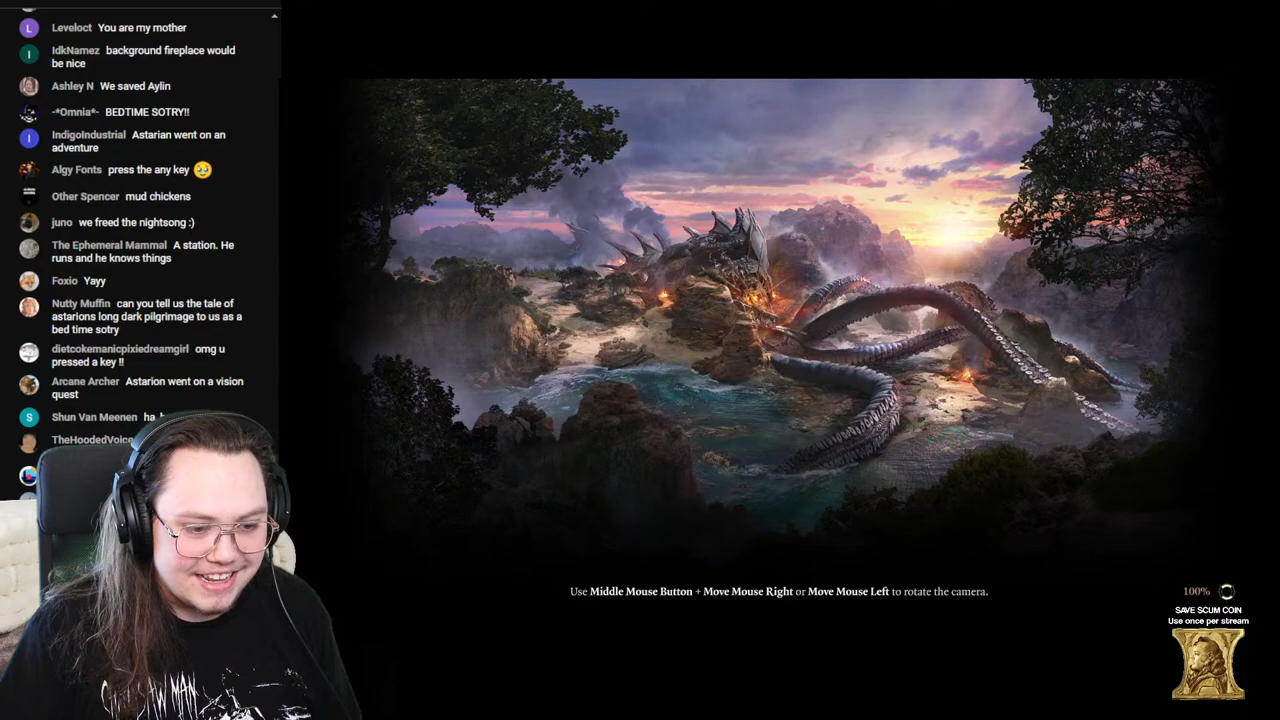 L
Leveloct You are my mother
I
IdkNamez background fireplace would
be nice
Ashley N We saved Aylin
-*Omnia*- BEDTIME SOTRY!!
I
IndigoIndustrial Astarian went on an
adventure
Algy Fonts press the any key
Other Spencer mud chickens
juno we freed the nightsong :)
The Ephemeral Mammal A station. He
runs and he knows things
Foxio Yayy
Nutty Muffin can you tell us the tale of
astarions long dark pilgrimage to us as a
bed time sotry
dietcokemanicpixiedreamgirl omg u
pressed a key !!
Arcane Archer Astarion went on a vision
quest
S
Shun Van Meenen ha
TheHoodedVoice
Use Middle Mouse Button + Move Mouse Right or Move Mouse Left to rotate the camera.
100%
SAVE SCUM COIN
Use once per stream